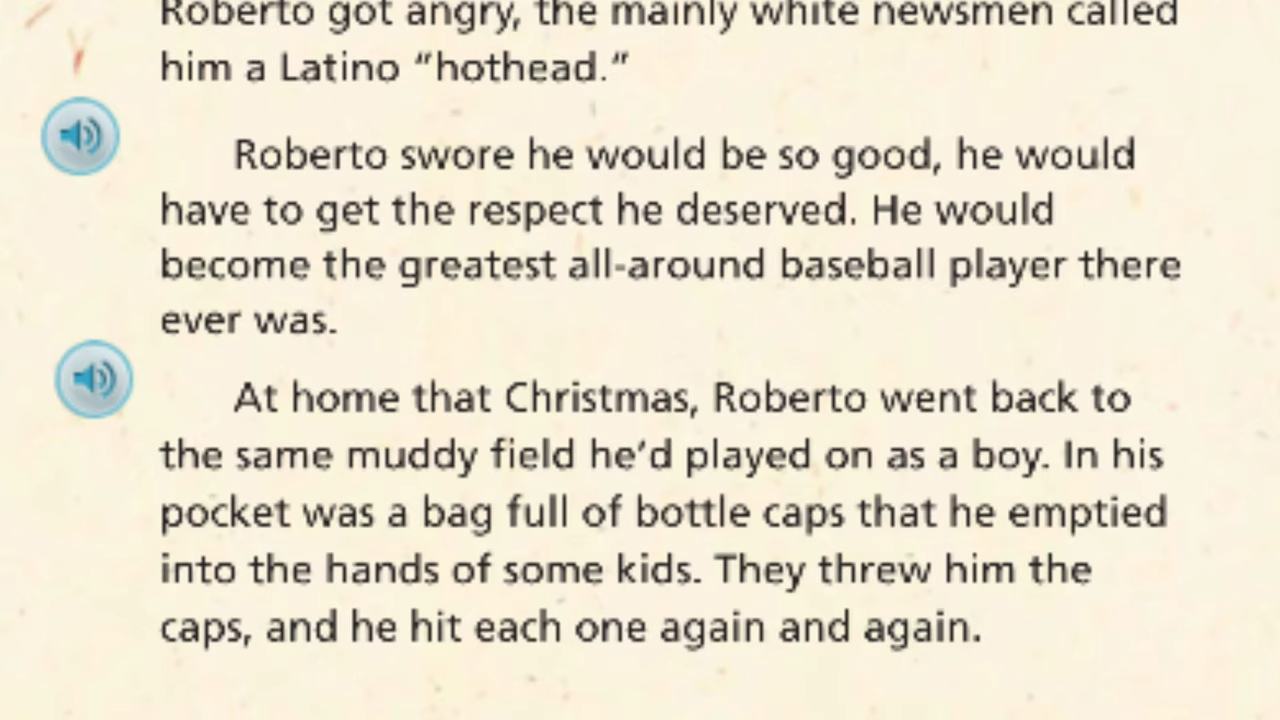 Roberto got angry, the mainly white newsmen called
him a Latino “hothead.”
Roberto swore he would be so good, he would
have to get the respect he deserved. He would
become the greatest all-around baseball player there
ever was.
At home that Christmas, Roberto went back to
the same muddy field he’d played on as a boy. In his
pocket was a bag full of bottle caps that he emptied
into the hands of some kids. They threw him the
caps, and he hit each one again and again.